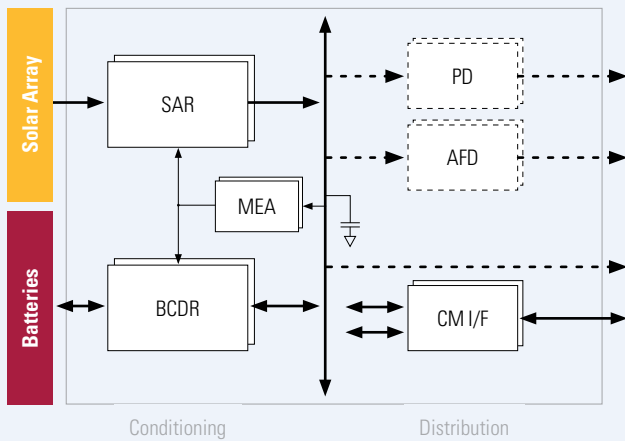 Solar Array
Batteries
SAR
MEA
BCDR
PD
AFD
CM I/F
Conditioning
Distribution